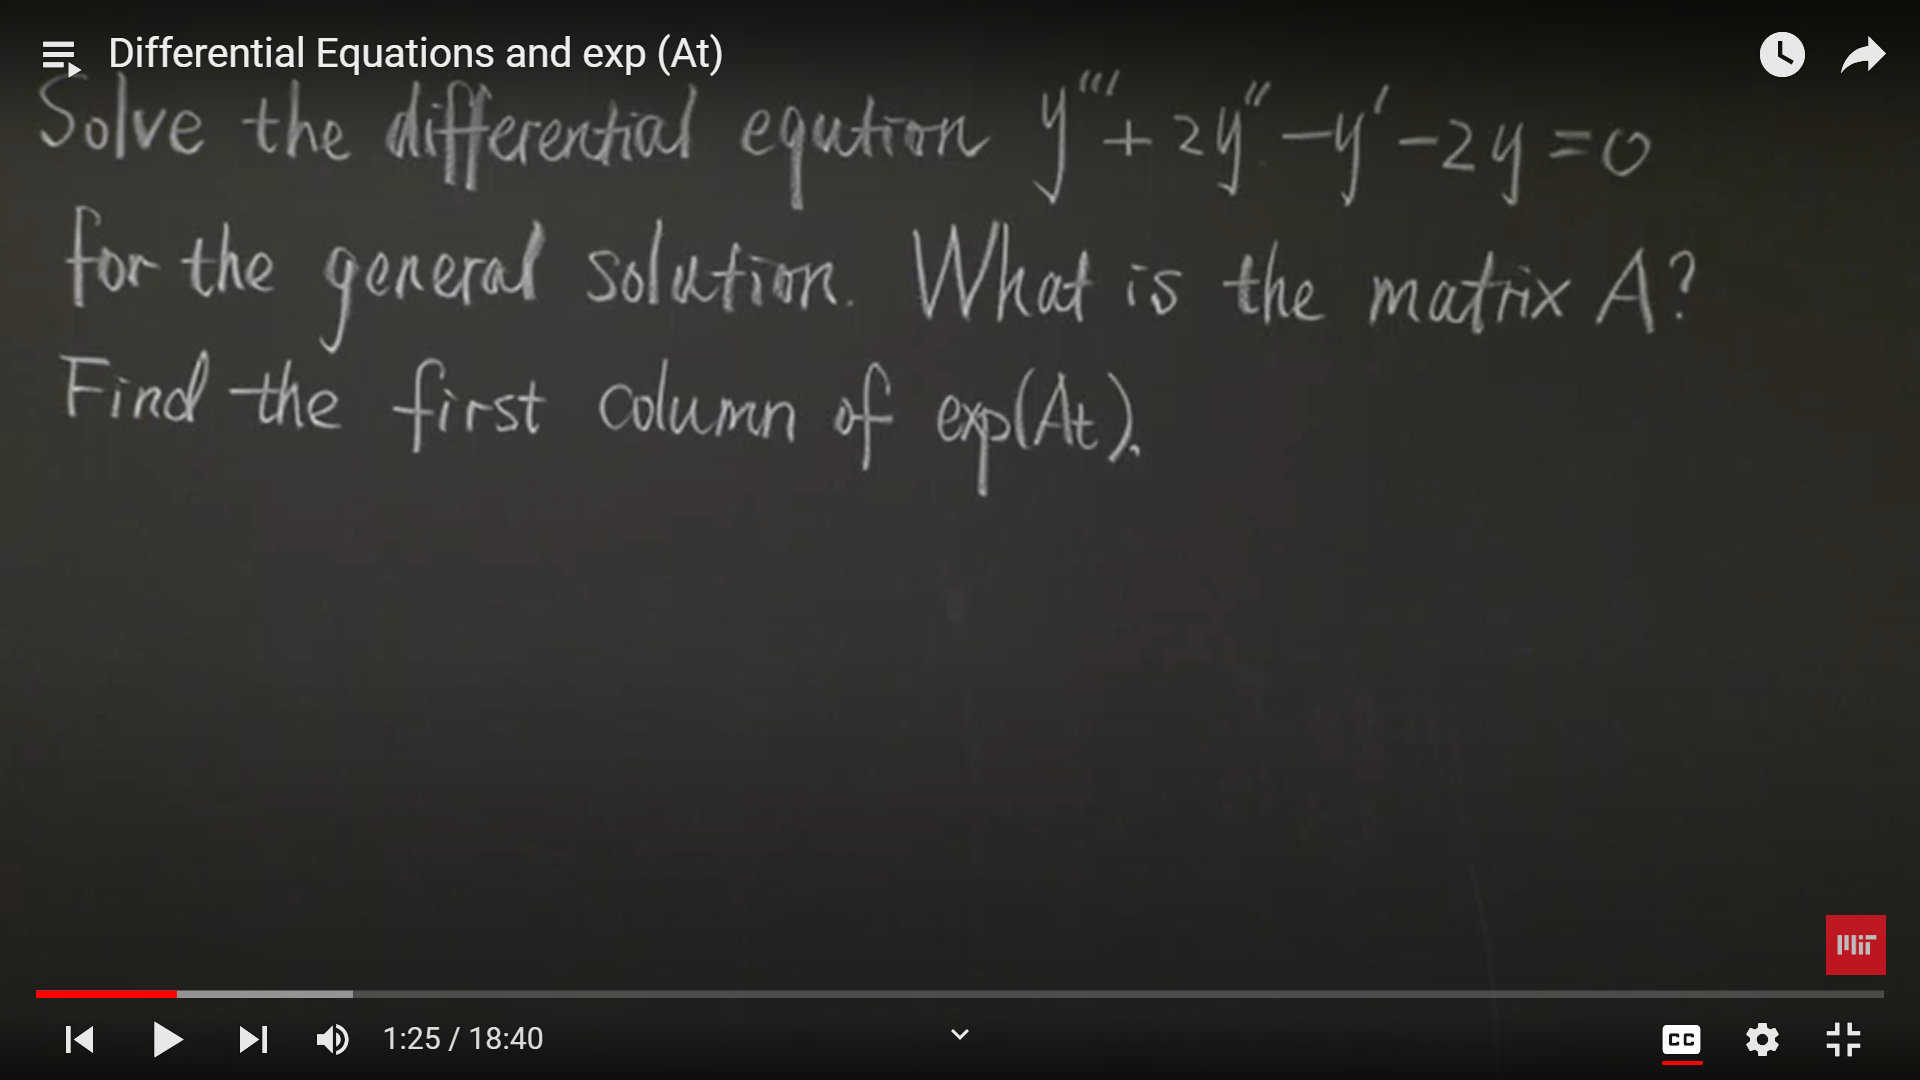 Differential Equations and exp (At)
Solve the differential eqution y''' + 2y'' - y' - 2y = 0
for the general solution. What is the matrix A?
Find the first column of exp(At).
MIT
1:25 / 18:40
CC